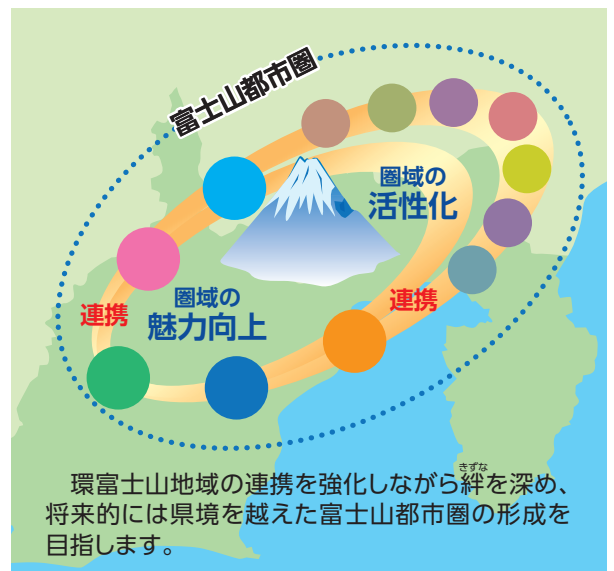 富士山都市圏
圏域の
活性化
連携
圏域の
魅力向上
連携
きずな
環富士山地域の連携を強化しながら絆を深め、
将来的には県境を越えた富士山都市圏の形成を
目指します。